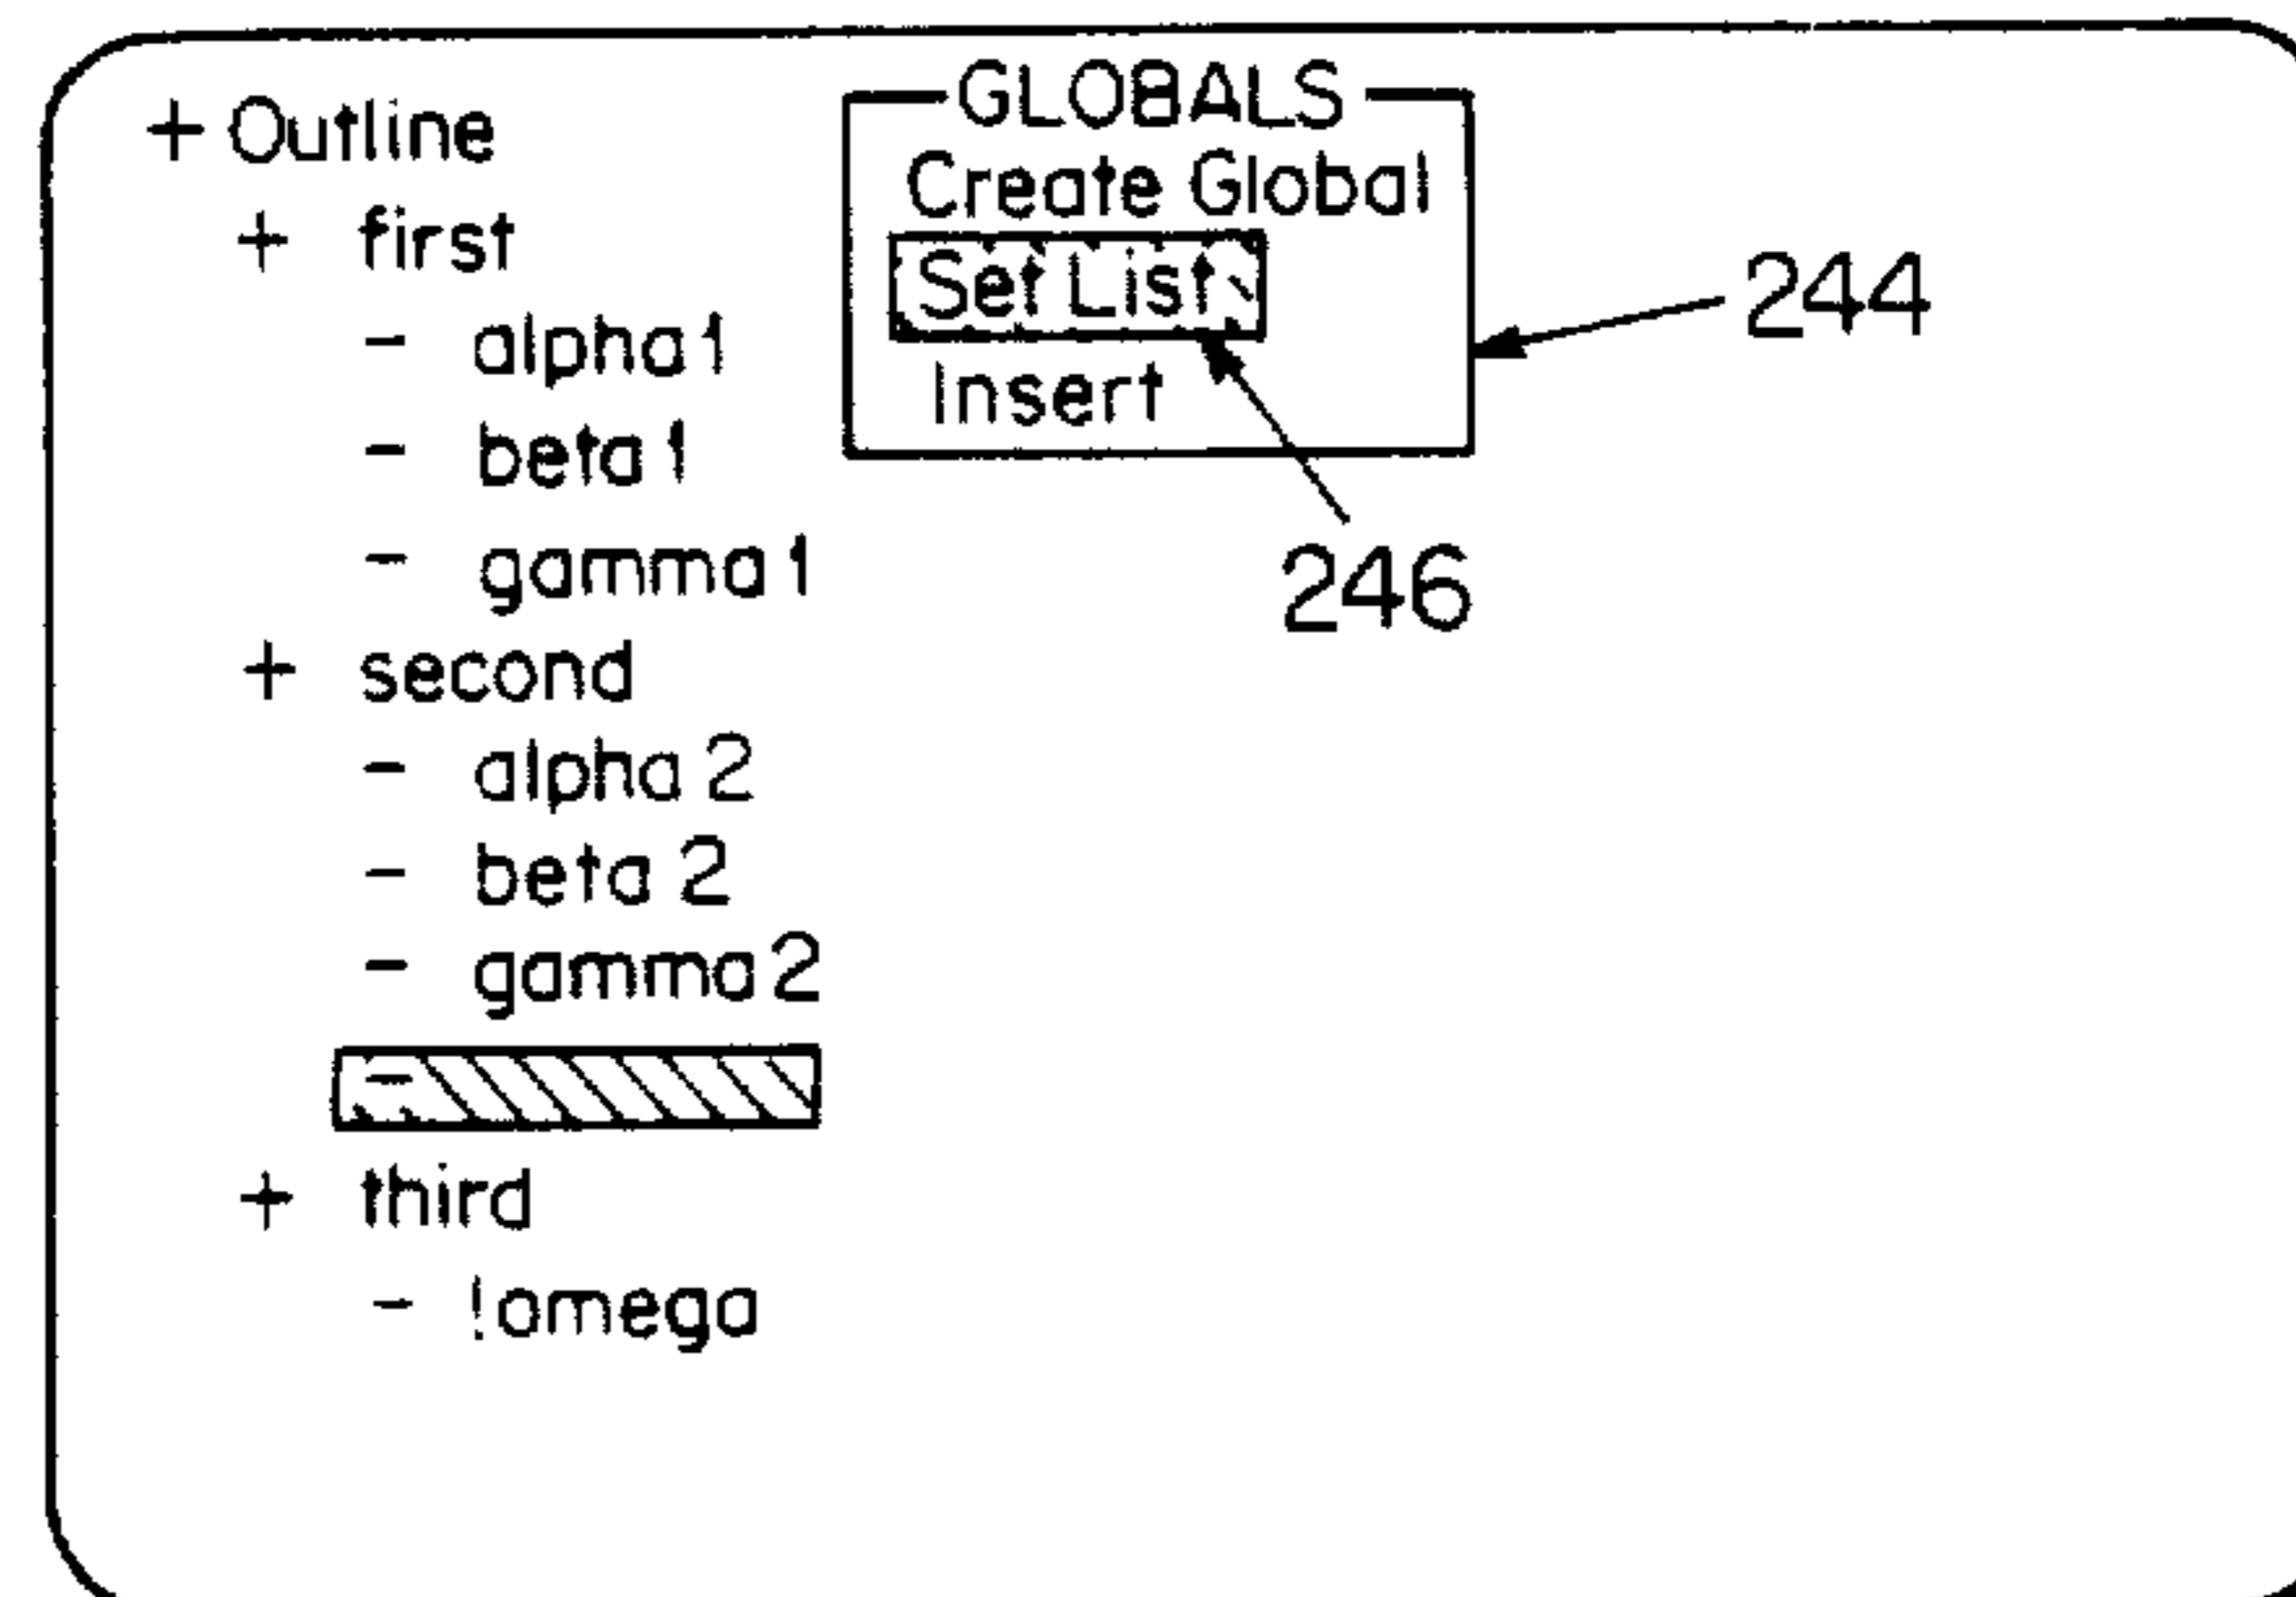 + Outline
+ first
- alpha 1
- beta 1
- gamma 1
+ second
- alpha 2
- beta 2
- gamma 2
-
+ third
- !omega
GLOBALS
Create Global
Set List
Insert
244
246